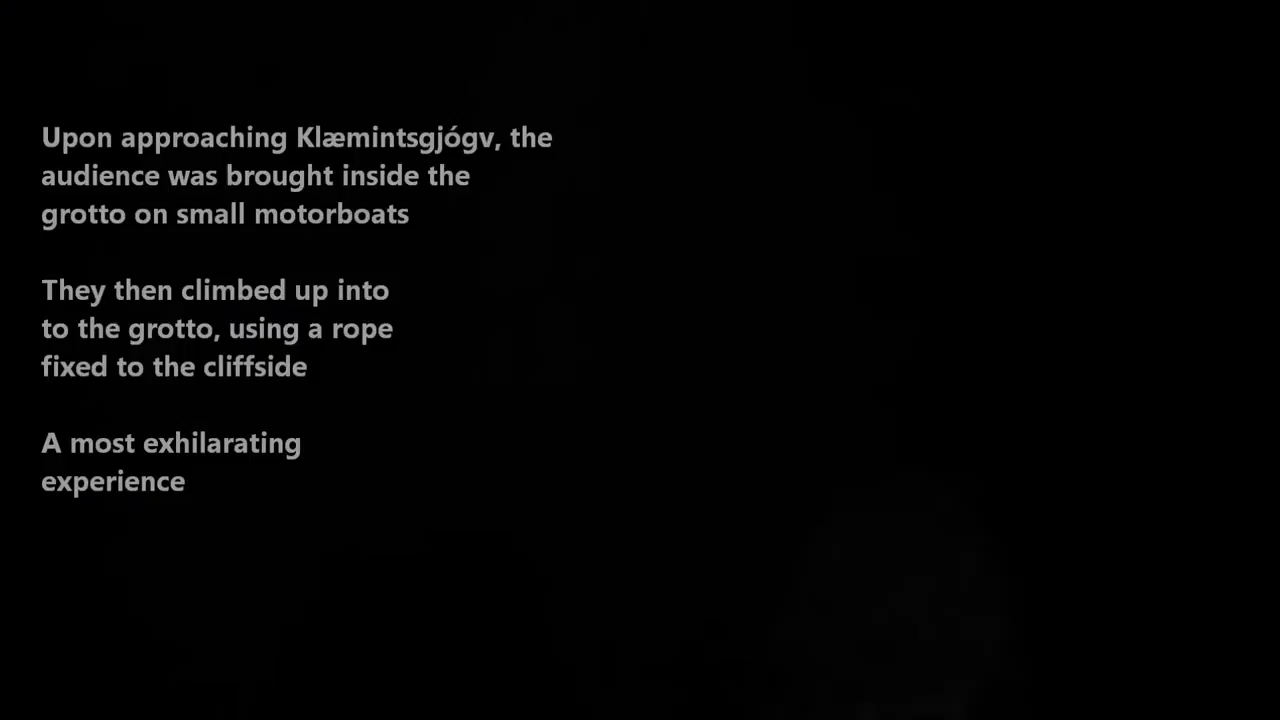 Upon approaching Klæmintsgjógv, the
audience was brought inside the
grotto on small motorboats
They then climbed up into
to the grotto, using a rope
fixed to the cliffside
A most exhilarating
experience